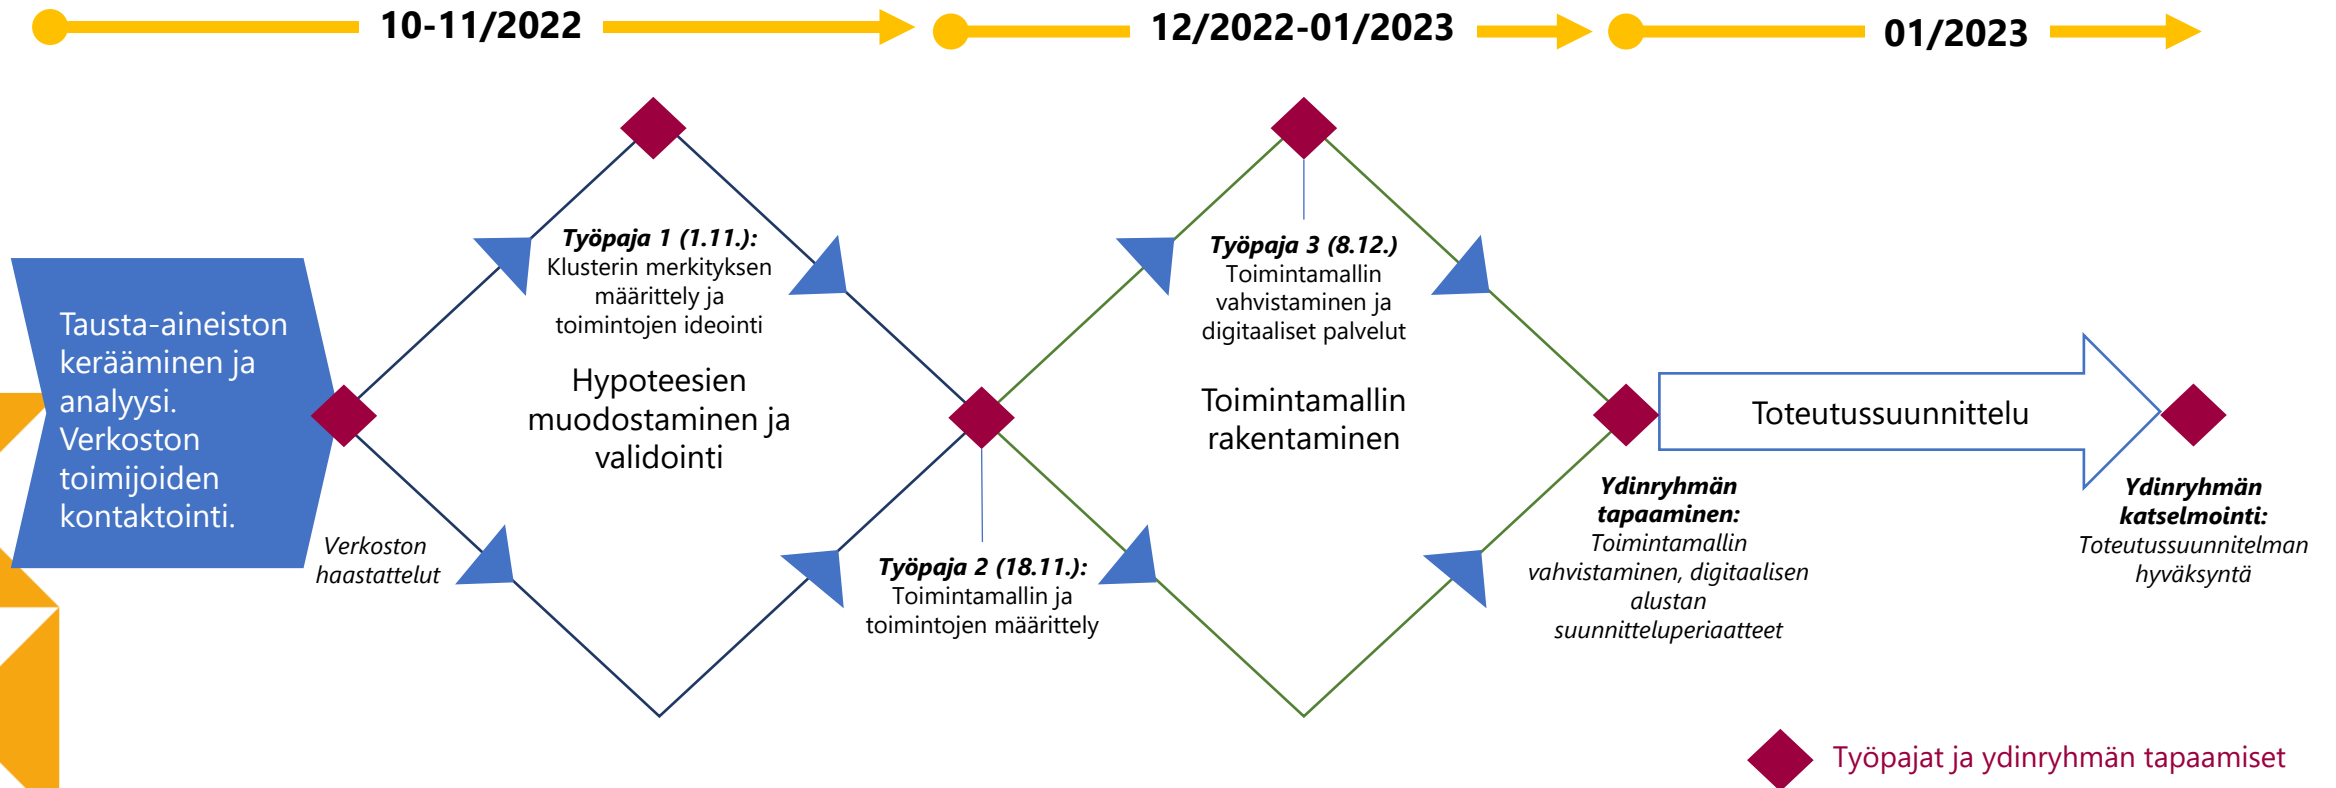 10-11/2022
12/2022-01/2023
01/2023
Tausta-aineiston
kerääminen ja
analyysi.
Verkoston
toimijoiden
kontaktointi.
Verkoston
haastattelut
Työpaja 1 (1.11.):
Klusterin merkityksen
määrittely ja
toimintojen ideointi
Hypoteesien
muodostaminen ja
validointi
Työpaja 2 (18.11.):
Toimintamallin ja
toimintojen määrittely
Työpaja 3 (8.12.)
Toimintamallin
vahvistaminen ja
digitaaliset palvelut
Toimintamallin
rakentaminen
Ydinryhmän
tapaaminen:
Toimintamallin
vahvistaminen, digitaalisen
alustan
suunnitteluperiaatteet
Toteutussuunnittelu
Ydinryhmän
katselmointi:
Toteutussuunnitelman
hyväksyntä
Työpajat ja ydinryhmän tapaamiset